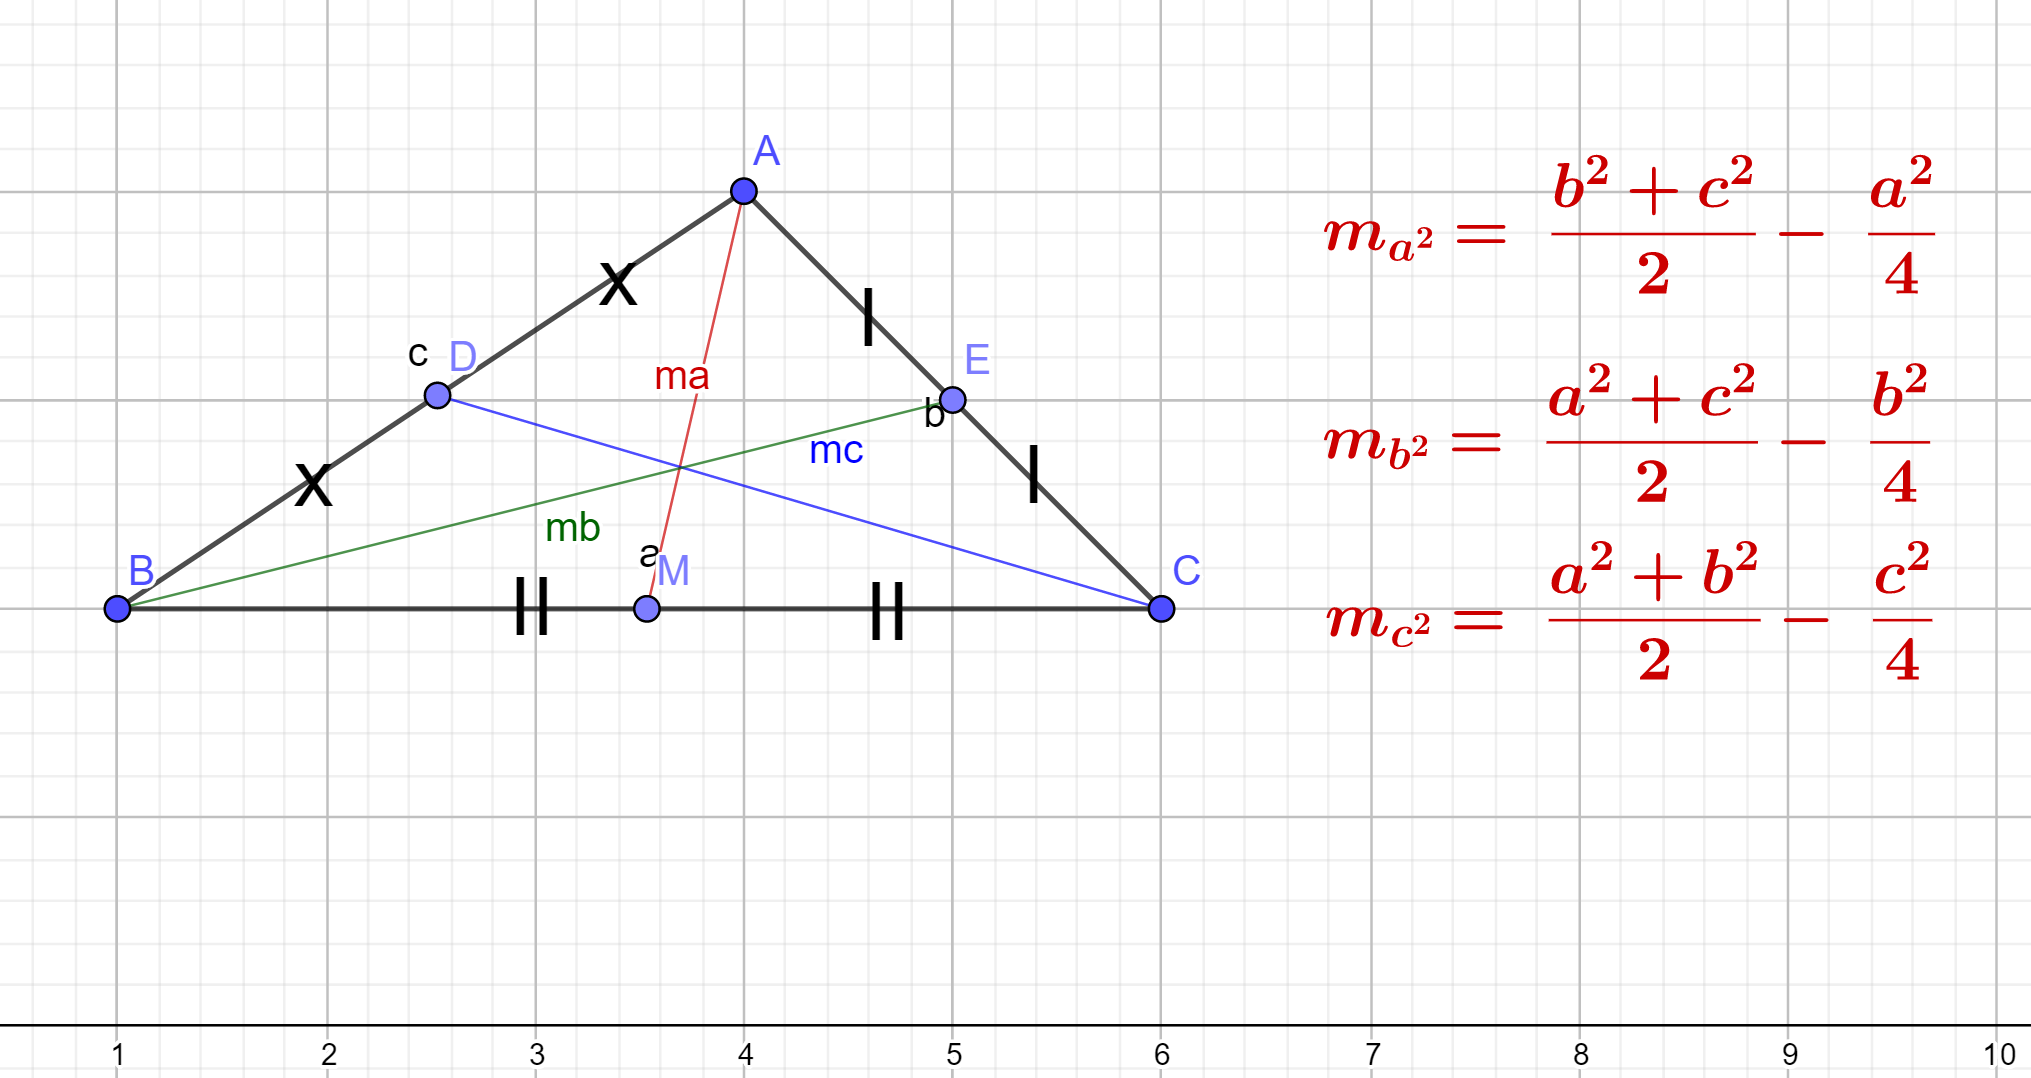 A
X
|
m_{a^2} = \frac{b^2 + c^2}{2} - \frac{a^2}{4}
c D
E
ma
b
m_{b^2} = \frac{a^2 + c^2}{2} - \frac{b^2}{4}
mc
X
|
mb
a
B
M
C
m_{c^2} = \frac{a^2 + b^2}{2} - \frac{c^2}{4}
||
||
1 2 3 4 5 6 7 8 9 10